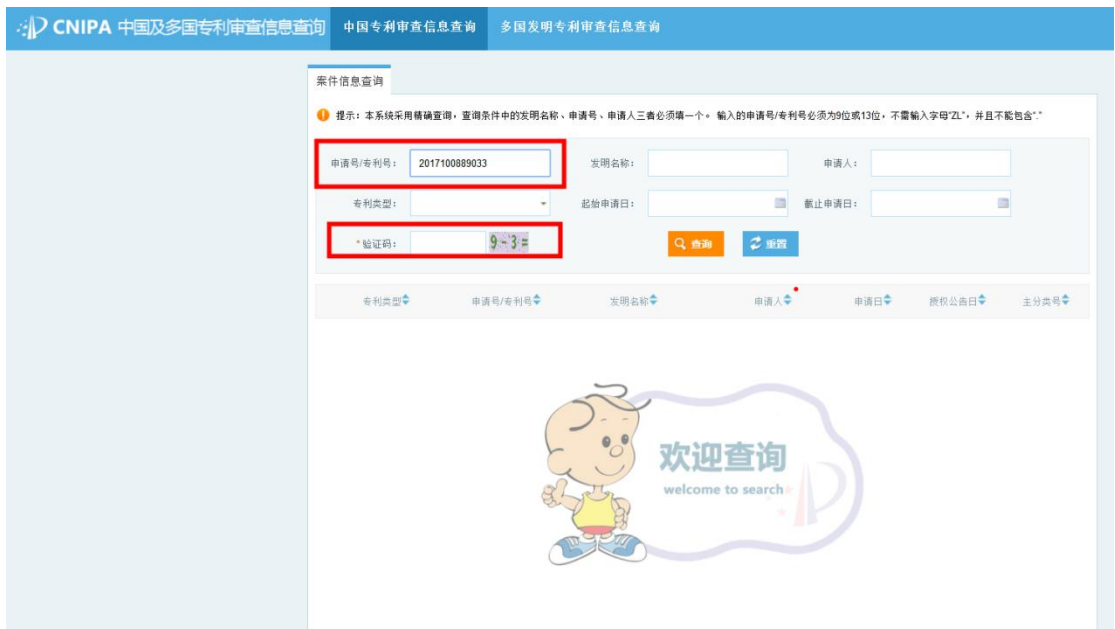 CNIPA 中国及多国专利审查信息查询 中国专利审查信息查询 多国发明专利审查信息查询
案件信息查询
提示：本系统采用精确查询，查询条件中的发明名称、申请号、申请人三者必须填一个。 输入的申请号/专利号必须为9位或13位，不需输入字母"ZL"，并且不能包含"."
申请号/专利号： 2017100889033 发明名称： 申请人：
专利类型： 起始申请日： 截止申请日：
*验证码： 9-3= 查询 重置
专利类型 申请号/专利号 发明名称 申请人 申请日 授权公告日 主分类号
欢迎查询
welcome to search